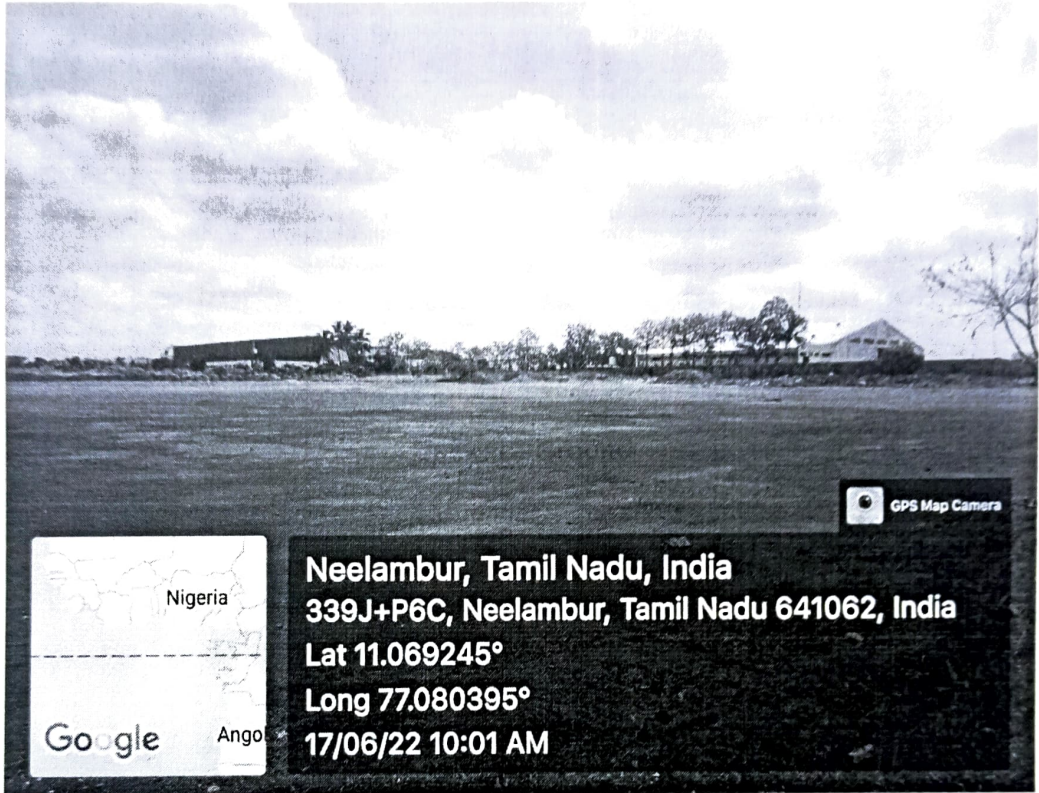 GPS Map Camera
Neelambur, Tamil Nadu, India
339J+P6C, Neelambur, Tamil Nadu 641062, India
Lat 11.069245°
Long 77.080395°
17/06/22 10:01 AM
Nigeria
Google
Angol